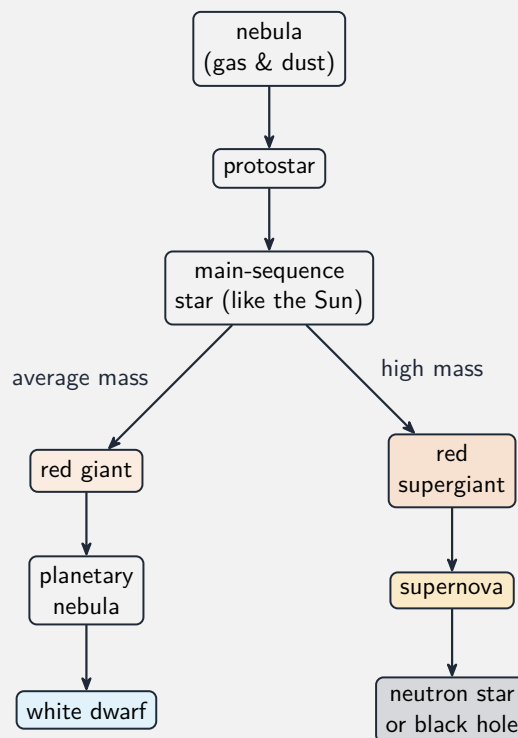 nebula
(gas & dust)
protostar
main-sequence
star (like the Sun)
average mass
high mass
red giant
red
supergiant
planetary
nebula
supernova
white dwarf
neutron star
or black hole